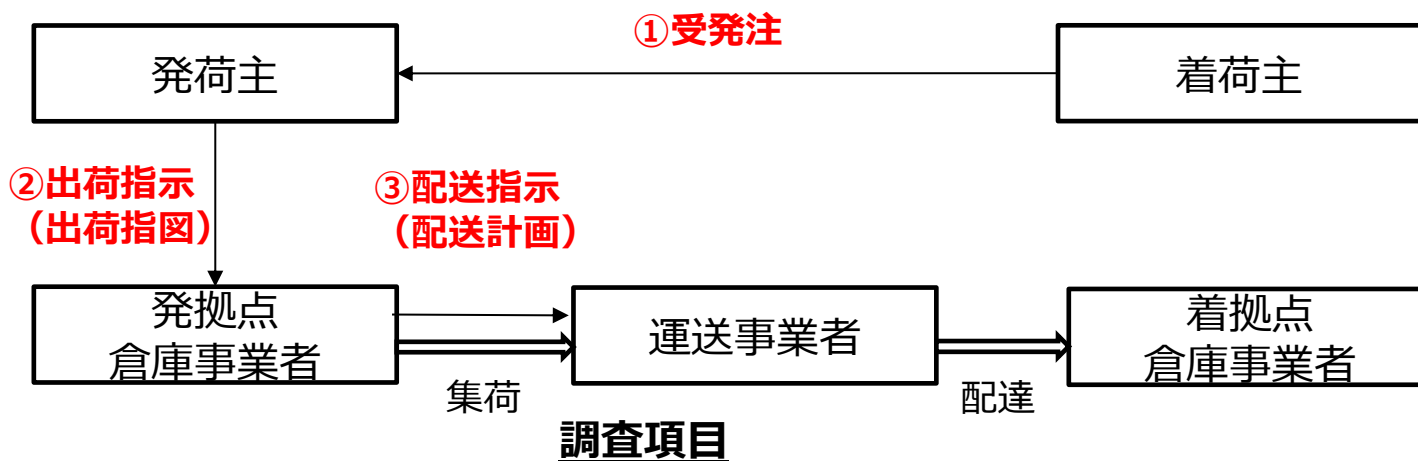 ①受発注
発荷主
着荷主
②出荷指示
（出荷指図）
③配送指示
（配送計画）
発拠点
倉庫事業者
運送事業者
着拠点
倉庫事業者
集荷
配達
調査項目